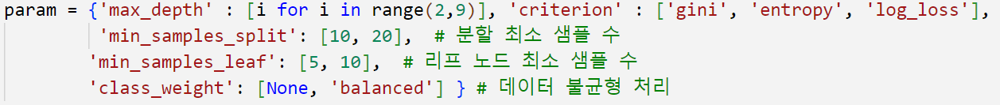 param = {'max_depth' : [i for i in range(2,9)], 'criterion' : ['gini', 'entropy', 'log_loss'],
'min_samples_split': [10, 20],  # 분할 최소 샘플 수
'min_samples_leaf': [5, 10],  # 리프 노드 최소 샘플 수
'class_weight': [None, 'balanced'] } # 데이터 불균형 처리